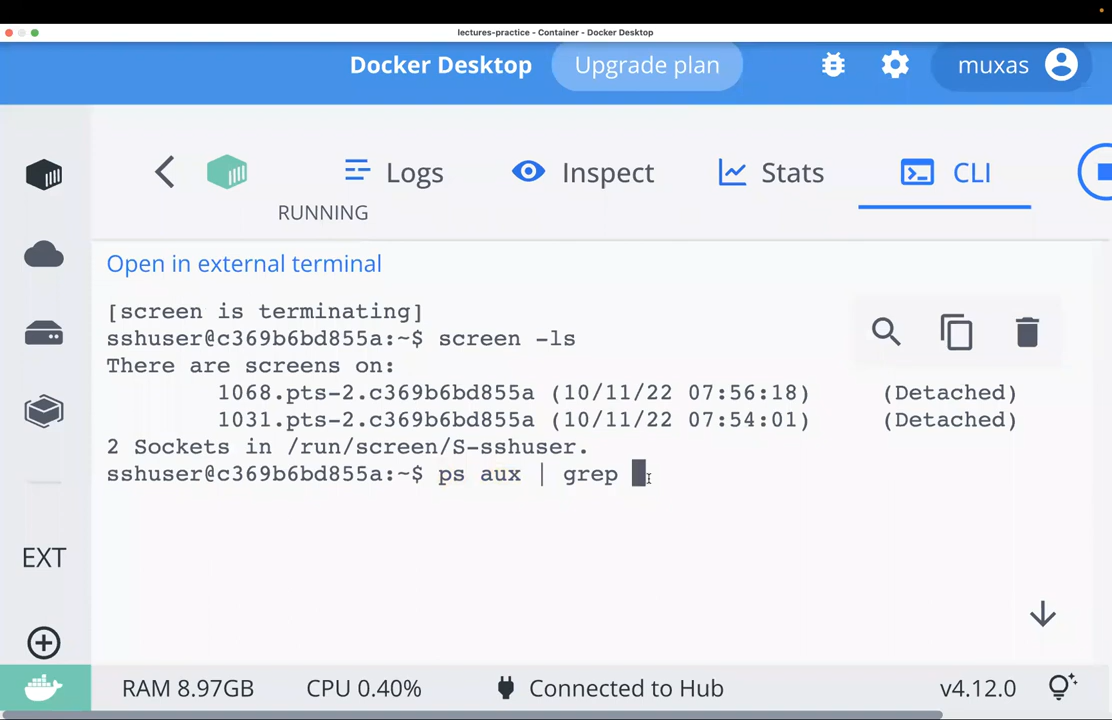 lectures-practice - Container - Docker Desktop
Docker Desktop Upgrade plan muxas
Logs Inspect Stats CLI
RUNNING
Open in external terminal
[screen is terminating]
sshuser@c369b6bd855a:~$ screen -ls
There are screens on:
1068.pts-2.c369b6bd855a (10/11/22 07:56:18) (Detached)
1031.pts-2.c369b6bd855a (10/11/22 07:54:01) (Detached)
2 Sockets in /run/screen/S-sshuser.
sshuser@c369b6bd855a:~$ ps aux | grep
EXT
RAM 8.97GB CPU 0.40% Connected to Hub v4.12.0